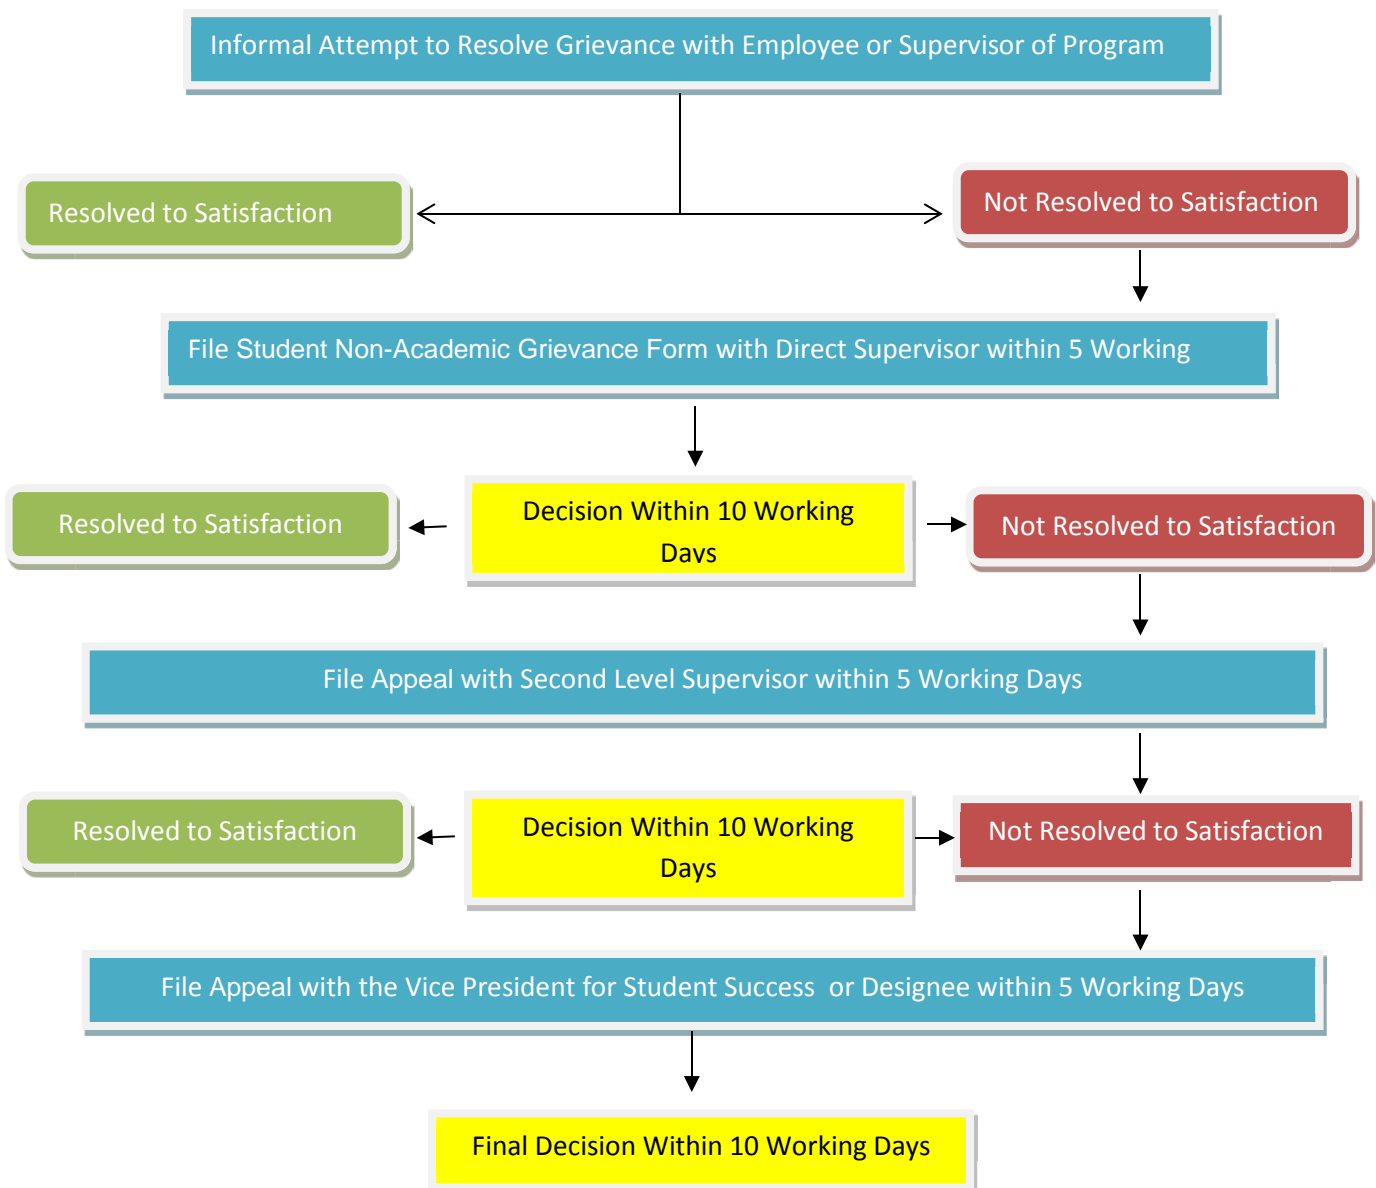 Informal Attempt to Resolve Grievance with Employee or Supervisor of Program
Resolved to Satisfaction
Not Resolved to Satisfaction
File Student Non-Academic Grievance Form with Direct Supervisor within 5 Working
Resolved to Satisfaction
Decision Within 10 Working
Days
Not Resolved to Satisfaction
File Appeal with Second Level Supervisor within 5 Working Days
Resolved to Satisfaction
Decision Within 10 Working
Days
Not Resolved to Satisfaction
File Appeal with the Vice President for Student Success or Designee within 5 Working Days
Final Decision Within 10 Working Days